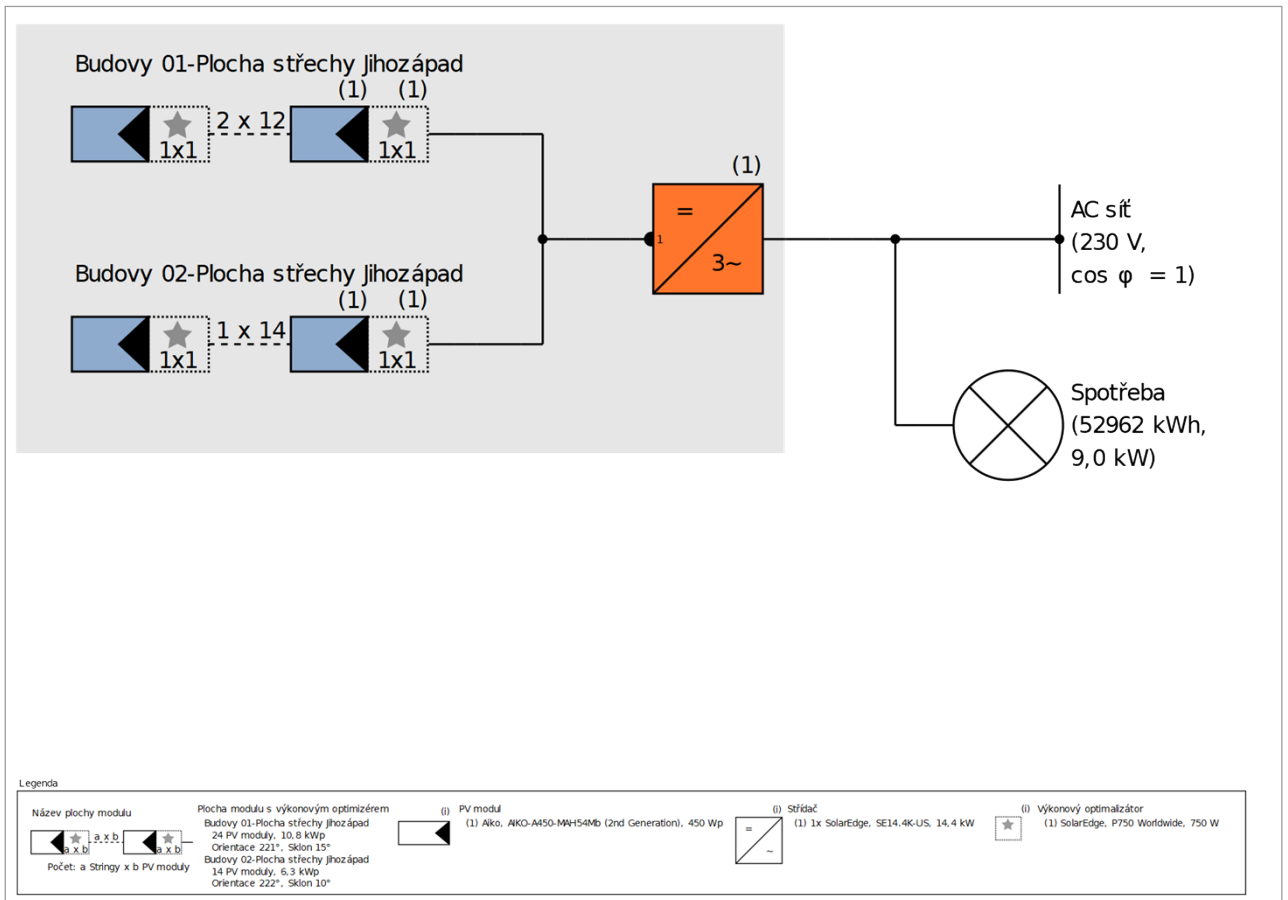 Budovy 01-Plocha střechy Jihozápad
(1) (1)
2 x 12
1x1 1x1
(1)
=
1
3~
AC síť
(230 V,
cos φ = 1)
Budovy 02-Plocha střechy Jihozápad
(1) (1)
1 x 14
1x1 1x1
Spotřeba
(52962 kWh,
9,0 kW)
Legenda
Název plochy modulu
a x b
a x b a x b
Počet: a Stringy x b PV moduly
Plocha modulu s výkonovým optimizérem
Budovy 01-Plocha střechy Jihozápad
24 PV moduly, 10,8 kWp
Orientace 221°, Sklon 15°
Budovy 02-Plocha střechy Jihozápad
14 PV moduly, 6,3 kWp
Orientace 222°, Sklon 10°
(i) PV modul
(1) Aiko, AIKO-A450-MAH54Mb (2nd Generation), 450 Wp
(i) Střídač
=
~
(1) 1x SolarEdge, SE14.4K-US, 14,4 kW
(i) Výkonový optimalizátor
(1) SolarEdge, P750 Worldwide, 750 W